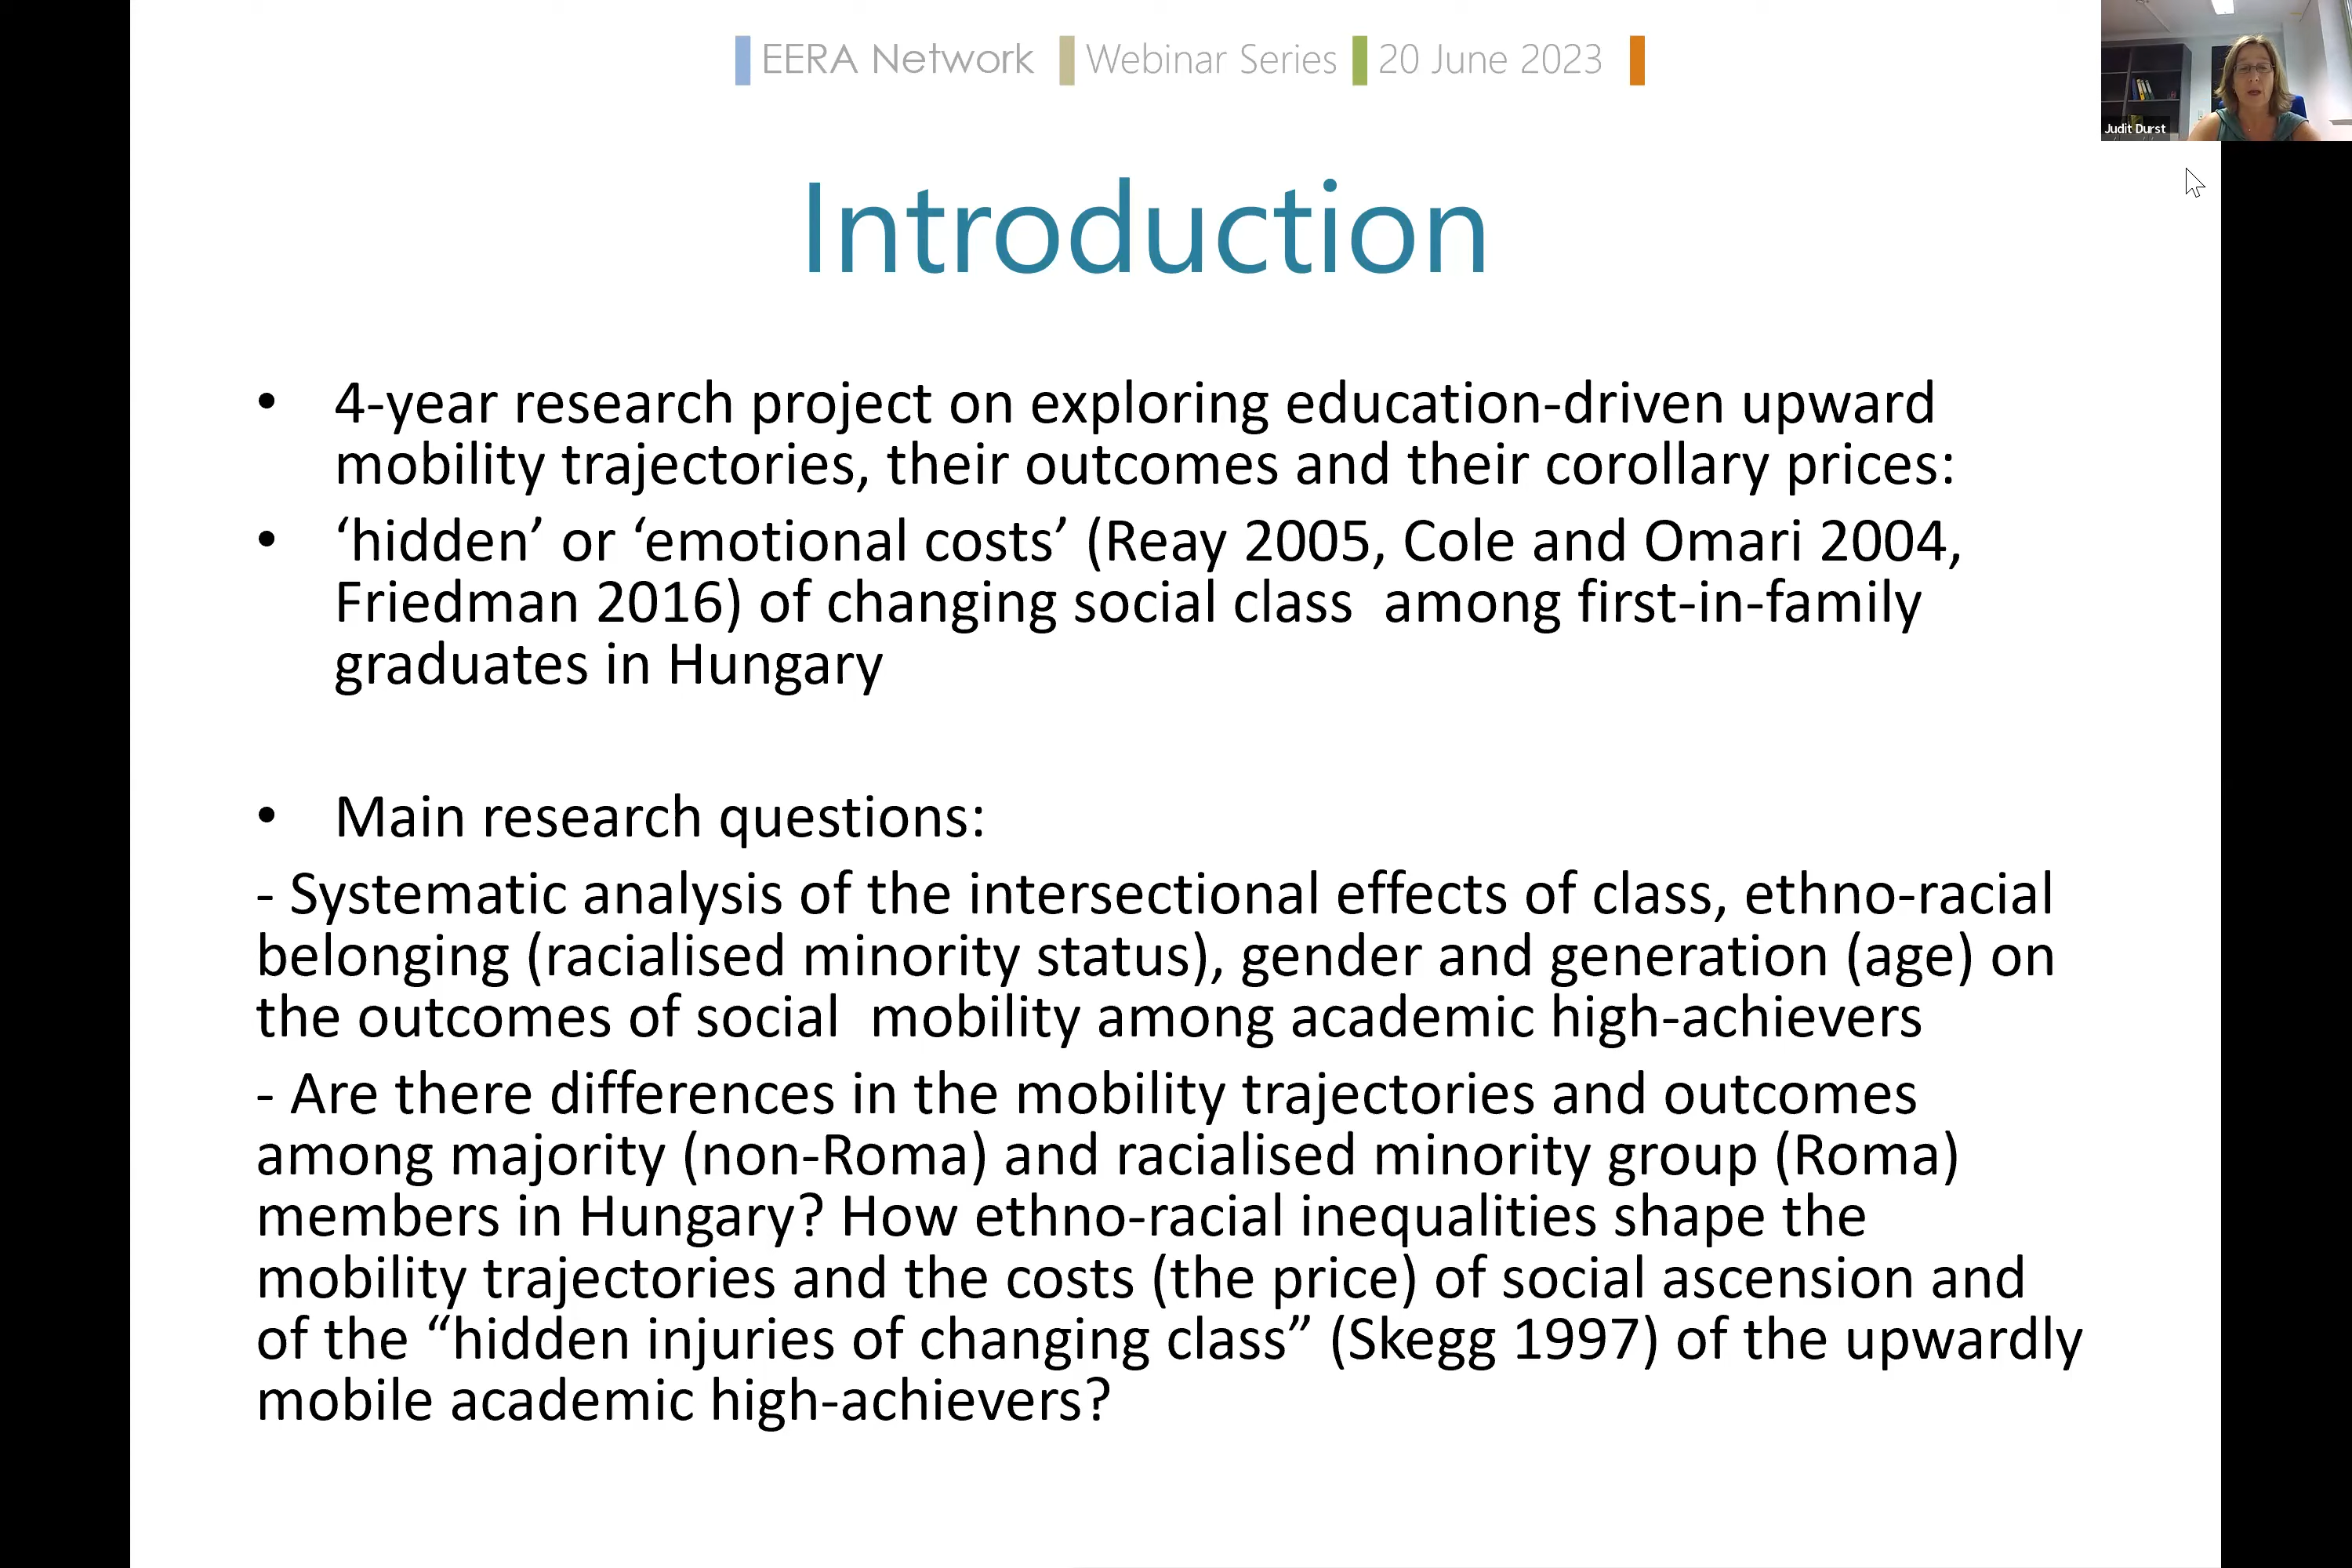 EERA Network Webinar Series 20 June 2023
Judit Durst
Introduction
• 4-year research project on exploring education-driven upward
mobility trajectories, their outcomes and their corollary prices:
• ‘hidden’ or ‘emotional costs’ (Reay 2005, Cole and Omari 2004,
Friedman 2016) of changing social class  among first-in-family
graduates in Hungary
• Main research questions:
- Systematic analysis of the intersectional effects of class, ethno-racial
belonging (racialised minority status), gender and generation (age) on
the outcomes of social  mobility among academic high-achievers
- Are there differences in the mobility trajectories and outcomes
among majority (non-Roma) and racialised minority group (Roma)
members in Hungary? How ethno-racial inequalities shape the
mobility trajectories and the costs (the price) of social ascension and
of the “hidden injuries of changing class” (Skegg 1997) of the upwardly
mobile academic high-achievers?